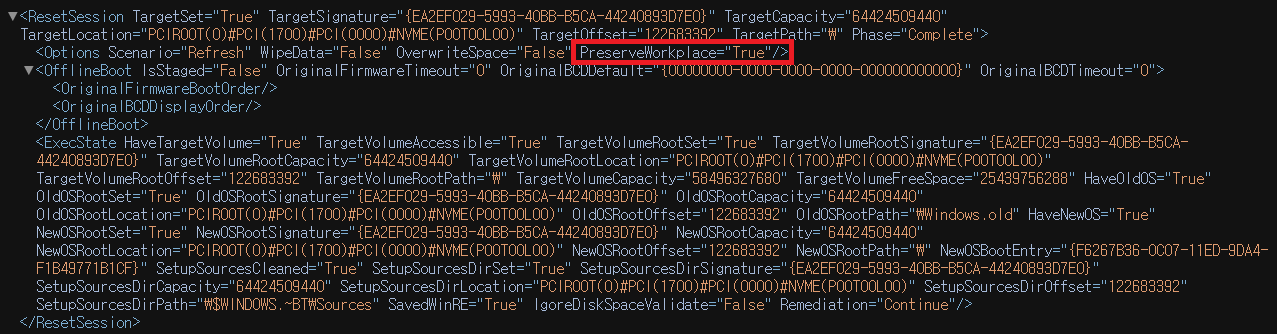 ▼<ResetSession TargetSet="True" TargetSignature="{EA2EF029-5993-40BB-B5CA-44240893D7E0}" TargetCapacity="64424509440"
TargetLocation="PCIROOT(0)#PCI(1700)#PCI(0000)#NVME(P00T00L00)" TargetOffset="122683392" TargetPath="₩" Phase="Complete">
<Options Scenario="Refresh" WipeData="False" OverwriteSpace="False" PreserveWorkplace="True"/>
▼<OfflineBoot IsStaged="False" OriginalFirmwareTimeout="0" OriginalBCDDefault="{00000000-0000-0000-0000-000000000000}" OriginalBCDTimeout="0">
<OriginalFirmwareBootOrder/>
<OriginalBCDDisplayOrder/>
</OfflineBoot>
<ExecState HaveTargetVolume="True" TargetVolumeAccessible="True" TargetVolumeRootSet="True" TargetVolumeRootSignature="{EA2EF029-5993-40BB-B5CA-
44240893D7E0}" TargetVolumeRootCapacity="64424509440" TargetVolumeRootLocation="PCIROOT(0)#PCI(1700)#PCI(0000)#NVME(P00T00L00)"
TargetVolumeRootOffset="122683392" TargetVolumeRootPath="₩" TargetVolumeCapacity="58496327680" TargetVolumeFreeSpace="25439756288" HaveOldOS="True"
OldOSRootSet="True" OldOSRootSignature="{EA2EF029-5993-40BB-B5CA-44240893D7E0}" OldOSRootCapacity="64424509440"
OldOSRootLocation="PCIROOT(0)#PCI(1700)#PCI(0000)#NVME(P00T00L00)" OldOSRootOffset="122683392" OldOSRootPath="₩Windows.old" HaveNewOS="True"
NewOSRootSet="True" NewOSRootSignature="{EA2EF029-5993-40BB-B5CA-44240893D7E0}" NewOSRootCapacity="64424509440"
NewOSRootLocation="PCIROOT(0)#PCI(1700)#PCI(0000)#NVME(P00T00L00)" NewOSRootOffset="122683392" NewOSRootPath="₩" NewOSBootEntry="{F6267B36-0C07-11ED-9DA4-
F1B49771B1CF}" SetupSourcesCleaned="True" SetupSourcesDirSet="True" SetupSourcesDirSignature="{EA2EF029-5993-40BB-B5CA-44240893D7E0}"
SetupSourcesDirCapacity="64424509440" SetupSourcesDirLocation="PCIROOT(0)#PCI(1700)#PCI(0000)#NVME(P00T00L00)" SetupSourcesDirOffset="122683392"
SetupSourcesDirPath="₩$WINDOWS.~BT₩Sources" SavedWinRE="True" IgoreDiskSpaceValidate="False" Remediation="Continue"/>
</ResetSession>